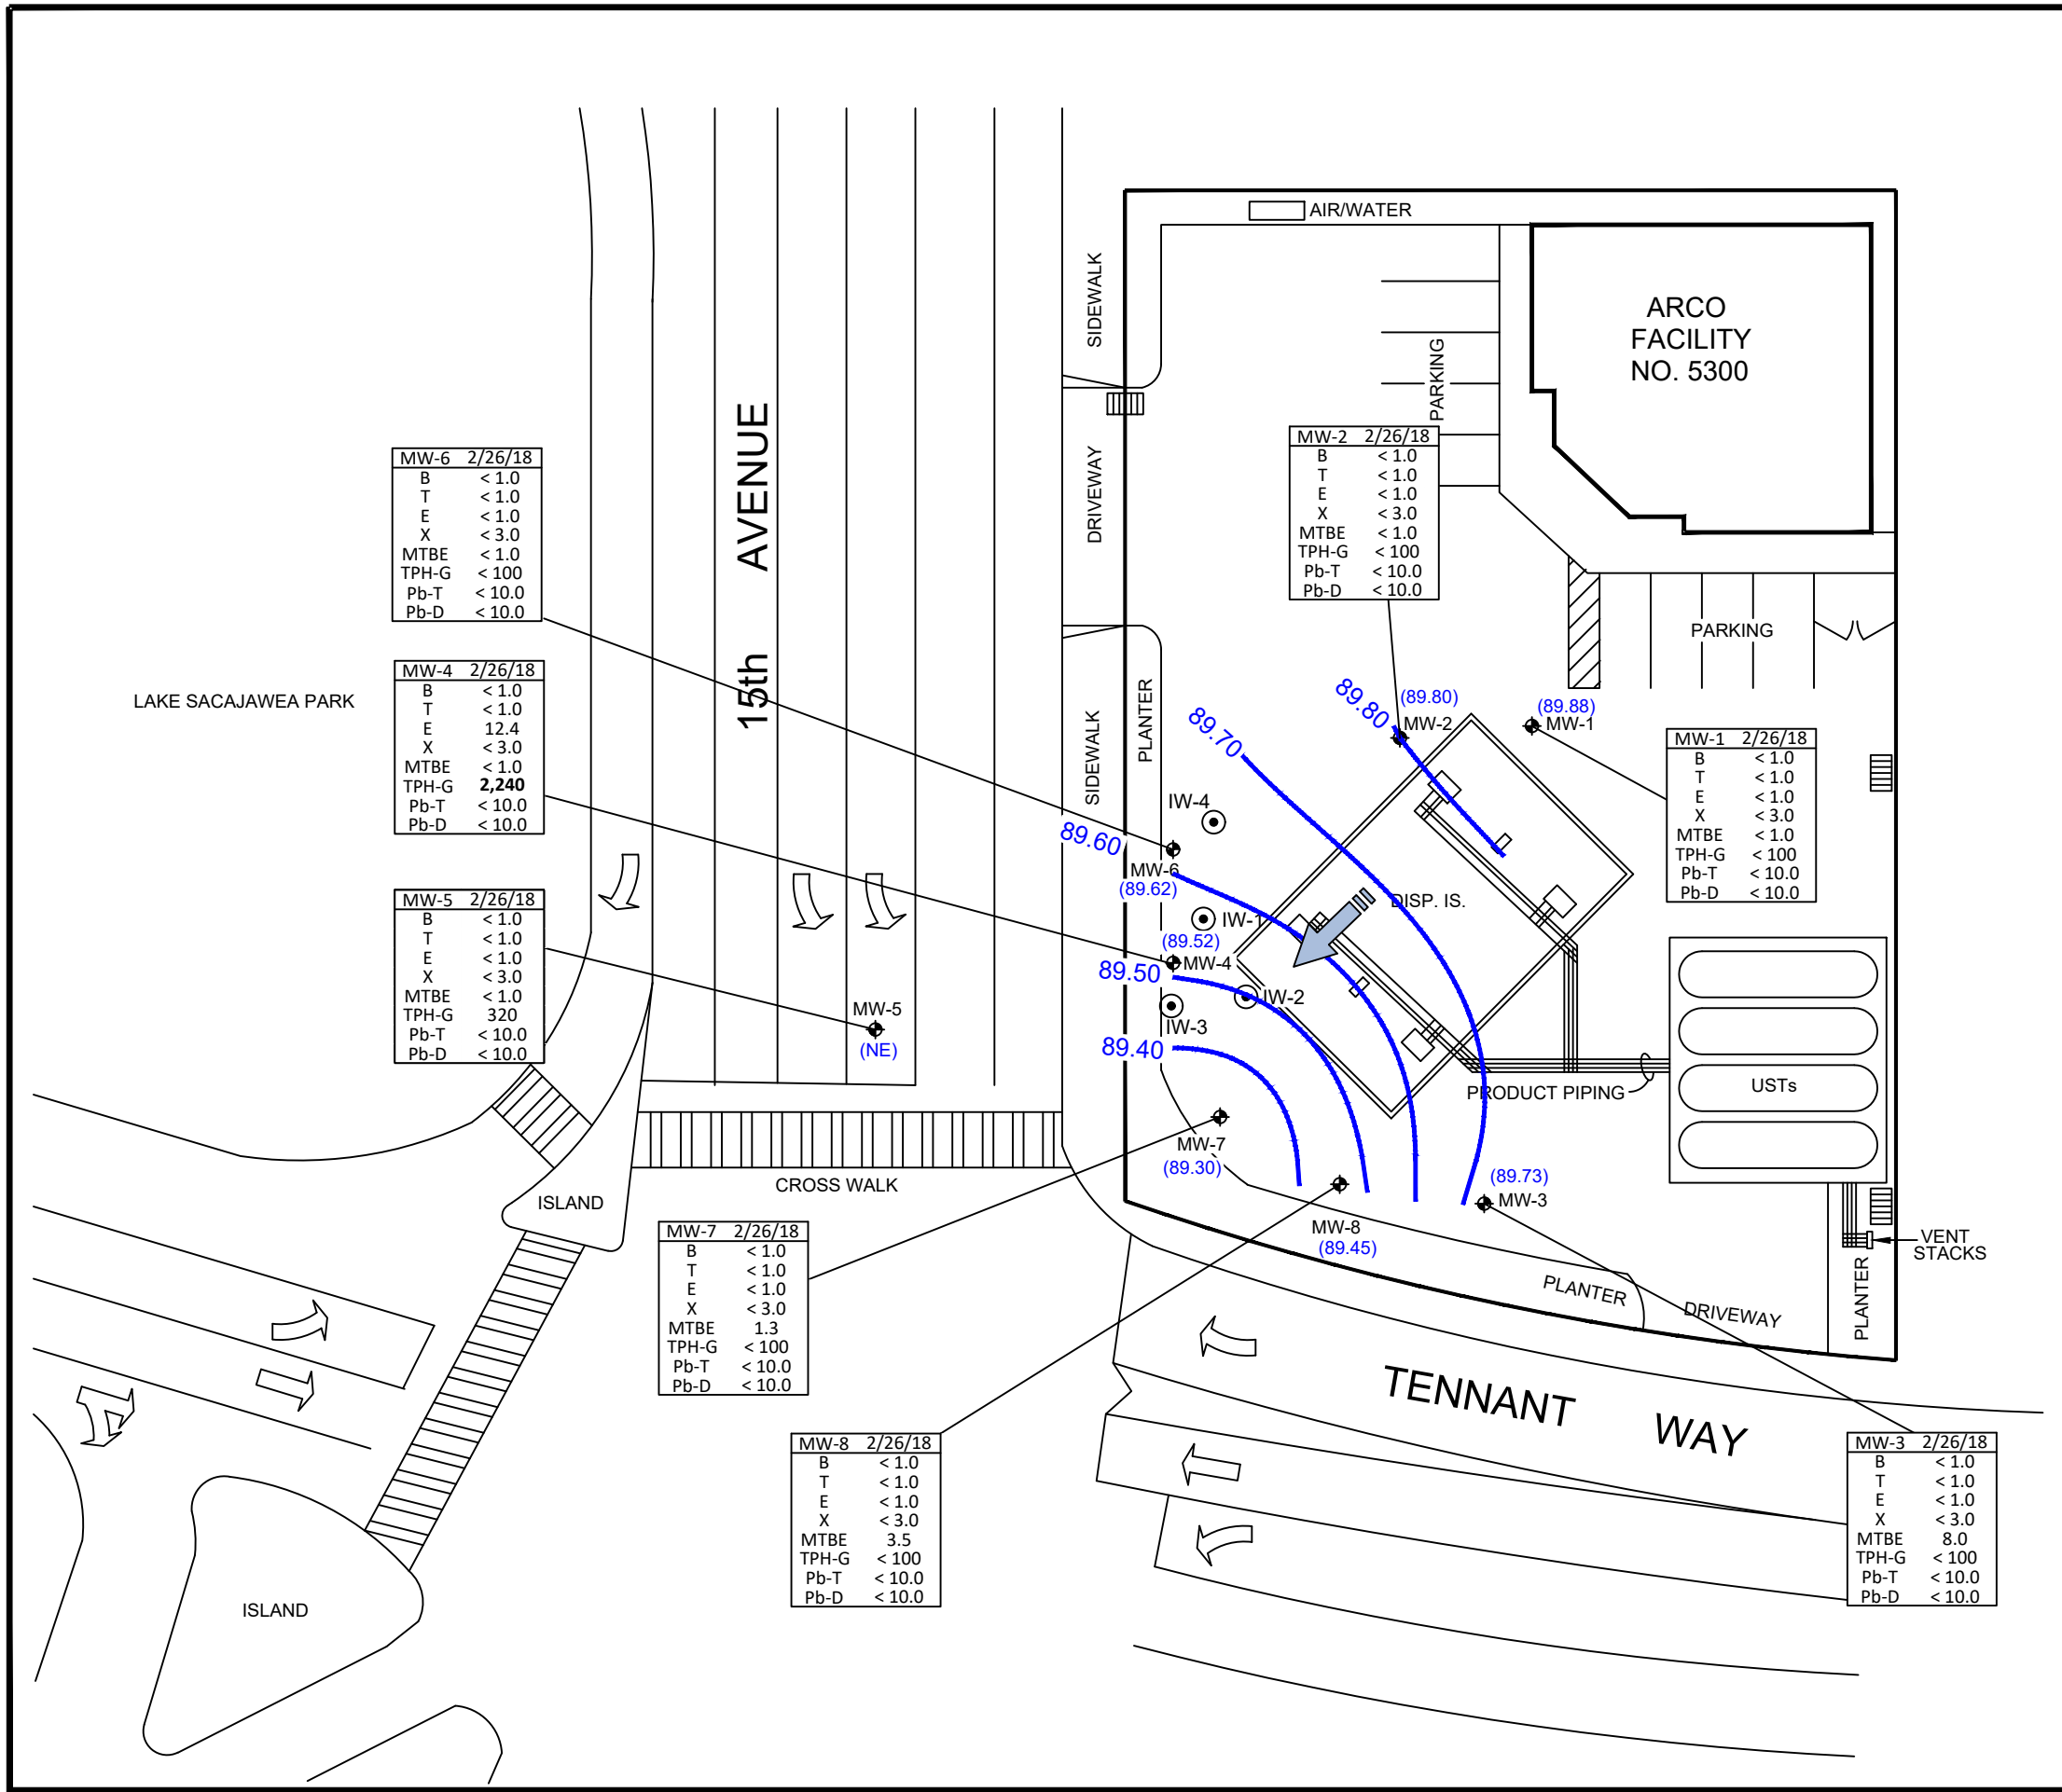 AIR/WATER
ARCO
FACILITY
NO. 5300
SIDEWALK
PARKING
DRIVEWAY
15th AVENUE
MW-2 2/26/18
B < 1.0
T < 1.0
E < 1.0
X < 3.0
MTBE < 1.0
TPH-G < 100
Pb-T < 10.0
Pb-D < 10.0
MW-6 2/26/18
B < 1.0
T < 1.0
E < 1.0
X < 3.0
MTBE < 1.0
TPH-G < 100
Pb-T < 10.0
Pb-D < 10.0
PARKING
LAKE SACAJAWEA PARK
MW-4 2/26/18
B < 1.0
T < 1.0
E 12.4
X < 3.0
MTBE < 1.0
TPH-G 2,240
Pb-T < 10.0
Pb-D < 10.0
SIDEWALK
PLANTER
89.70
89.80
(89.80)
MW-2
(89.88)
MW-1
MW-1 2/26/18
B < 1.0
T < 1.0
E < 1.0
X < 3.0
MTBE < 1.0
TPH-G < 100
Pb-T < 10.0
Pb-D < 10.0
IW-4
89.60
MW-6
(89.62)
DISP. IS.
IW-1
(89.52)
MW-4
89.50
IW-2
IW-3
89.40
MW-5 2/26/18
B < 1.0
T < 1.0
E < 1.0
X < 3.0
MTBE < 1.0
TPH-G 320
Pb-T < 10.0
Pb-D < 10.0
MW-5
(NE)
PRODUCT PIPING
USTs
MW-7
(89.30)
CROSS WALK
ISLAND
(89.73)
MW-3
MW-8
(89.45)
VENT
STACKS
PLANTER
DRIVEWAY
PLANTER
MW-7 2/26/18
B < 1.0
T < 1.0
E < 1.0
X < 3.0
MTBE 1.3
TPH-G < 100
Pb-T < 10.0
Pb-D < 10.0
TENNANT WAY
MW-8 2/26/18
B < 1.0
T < 1.0
E < 1.0
X < 3.0
MTBE 3.5
TPH-G < 100
Pb-T < 10.0
Pb-D < 10.0
MW-3 2/26/18
B < 1.0
T < 1.0
E < 1.0
X < 3.0
MTBE 8.0
TPH-G < 100
Pb-T < 10.0
Pb-D < 10.0
ISLAND